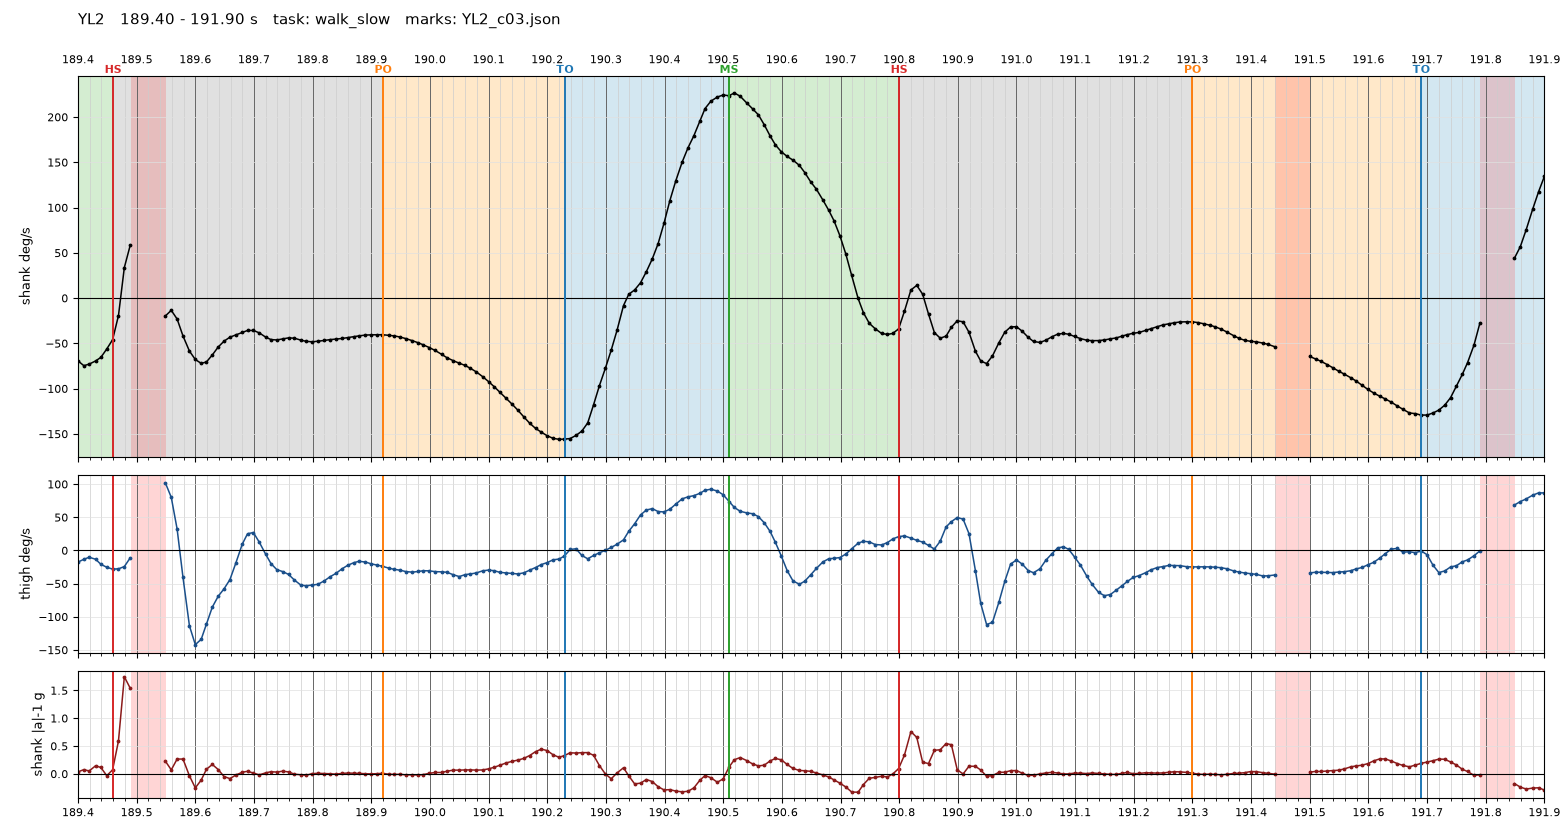 YL2   189.40 - 191.90 s   task: walk_slow   marks: YL2_c03.json
189.4 189.5 189.6 189.7 189.8 189.9 190.0 190.1 190.2 190.3 190.4 190.5 190.6 190.7 190.8 190.9 191.0 191.1 191.2 191.3 191.4 191.5 191.6 191.7 191.8 191.9
HS PO TO MS HS PO TO
shank deg/s
200
150
100
50
0
−50
−100
−150
thigh deg/s
100
50
0
−50
−100
−150
shank |a|-1 g
1.5
1.0
0.5
0.0
189.4 189.5 189.6 189.7 189.8 189.9 190.0 190.1 190.2 190.3 190.4 190.5 190.6 190.7 190.8 190.9 191.0 191.1 191.2 191.3 191.4 191.5 191.6 191.7 191.8 191.9